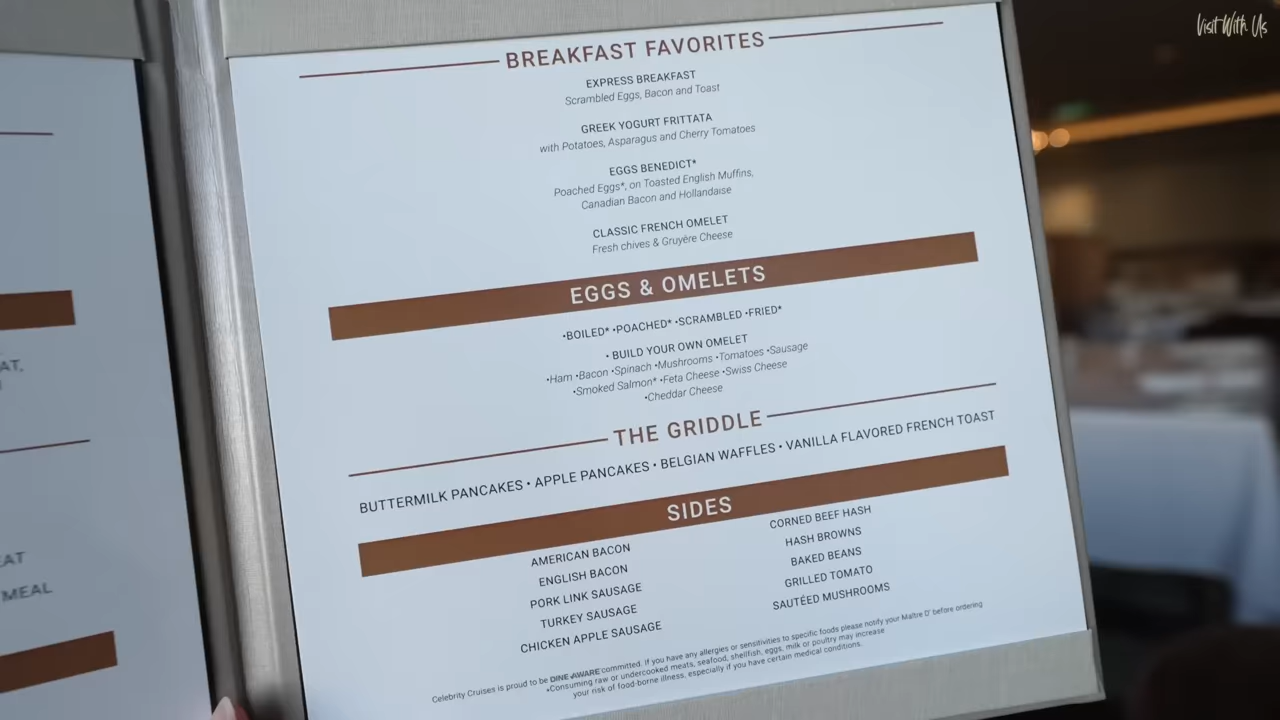 Visit With Us
BREAKFAST FAVORITES
EXPRESS BREAKFAST
Scrambled Eggs, Bacon and Toast
GREEK YOGURT FRITTATA
with Potatoes, Asparagus and Cherry Tomatoes
EGGS BENEDICT*
Poached Eggs*, on Toasted English Muffins,
Canadian Bacon and Hollandaise
CLASSIC FRENCH OMELET
Fresh chives & Gruyère Cheese
EGGS & OMELETS
•BOILED* •POACHED* •SCRAMBLED •FRIED*
• BUILD YOUR OWN OMELET
•Ham •Bacon •Spinach •Mushrooms •Tomatoes •Sausage
•Smoked Salmon* •Feta Cheese •Swiss Cheese
•Cheddar Cheese
THE GRIDDLE
BUTTERMILK PANCAKES • APPLE PANCAKES • BELGIAN WAFFLES • VANILLA FLAVORED FRENCH TOAST
SIDES
AMERICAN BACON
ENGLISH BACON
PORK LINK SAUSAGE
TURKEY SAUSAGE
CHICKEN APPLE SAUSAGE
CORNED BEEF HASH
HASH BROWNS
BAKED BEANS
GRILLED TOMATO
SAUTÉED MUSHROOMS
Celebrity Cruises is proud to be DINE AWARE committed. If you have any allergies or sensitivities to specific foods please notify your Maître D' before ordering
•Consuming raw or undercooked meats, seafood, shellfish, eggs, milk or poultry may increase
your risk of food-borne illness, especially if you have certain medical conditions.
MEAL